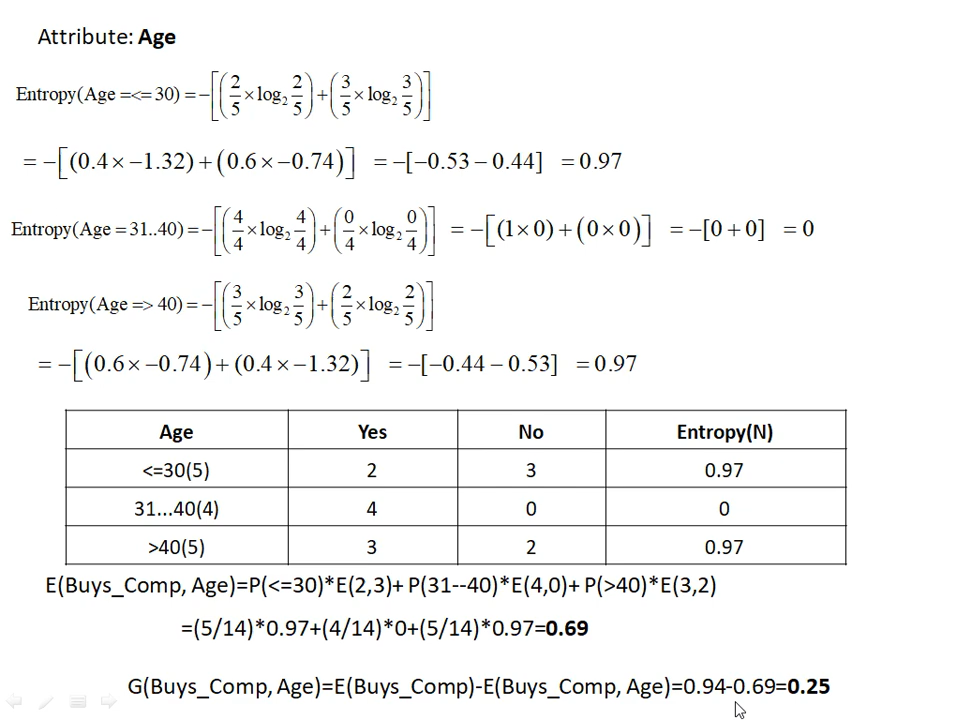 Attribute: Age
Entropy(Age =<= 30) = −[(2/5 × log₂ 2/5) + (3/5 × log₂ 3/5)]
= −[(0.4 × −1.32) + (0.6 × −0.74)] = −[−0.53 − 0.44] = 0.97
Entropy(Age = 31..40) = −[(4/4 × log₂ 4/4) + (0/4 × log₂ 0/4)] = −[(1 × 0) + (0 × 0)] = −[0 + 0] = 0
Entropy(Age => 40) = −[(3/5 × log₂ 3/5) + (2/5 × log₂ 2/5)]
= −[(0.6 × −0.74) + (0.4 × −1.32)] = −[−0.44 − 0.53] = 0.97
Age Yes No Entropy(N)
<=30(5) 2 3 0.97
31...40(4) 4 0 0
>40(5) 3 2 0.97
E(Buys_Comp, Age)=P(<=30)*E(2,3)+ P(31--40)*E(4,0)+ P(>40)*E(3,2)
=(5/14)*0.97+(4/14)*0+(5/14)*0.97=0.69
G(Buys_Comp, Age)=E(Buys_Comp)-E(Buys_Comp, Age)=0.94-0.69=0.25